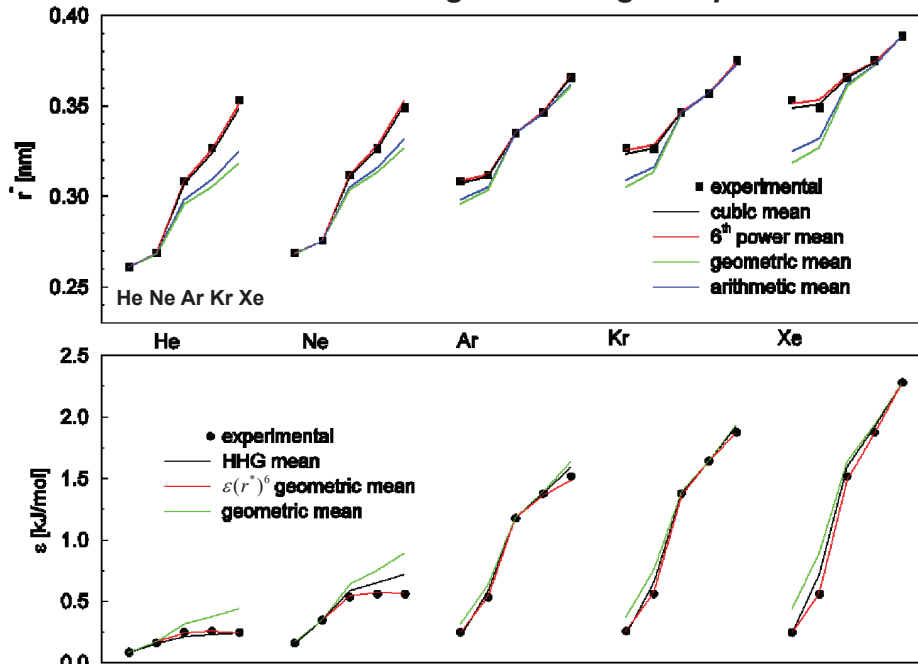 0.40
0.35
0.30
0.25
r* [nm]
experimental
cubic mean
6th power mean
geometric mean
arithmetic mean
He Ne Ar Kr Xe
He Ne Ar Kr Xe
2.5
2.0
1.5
1.0
0.5
0.0
ε [kJ/mol]
experimental
HHG mean
ε(r*)⁶ geometric mean
geometric mean